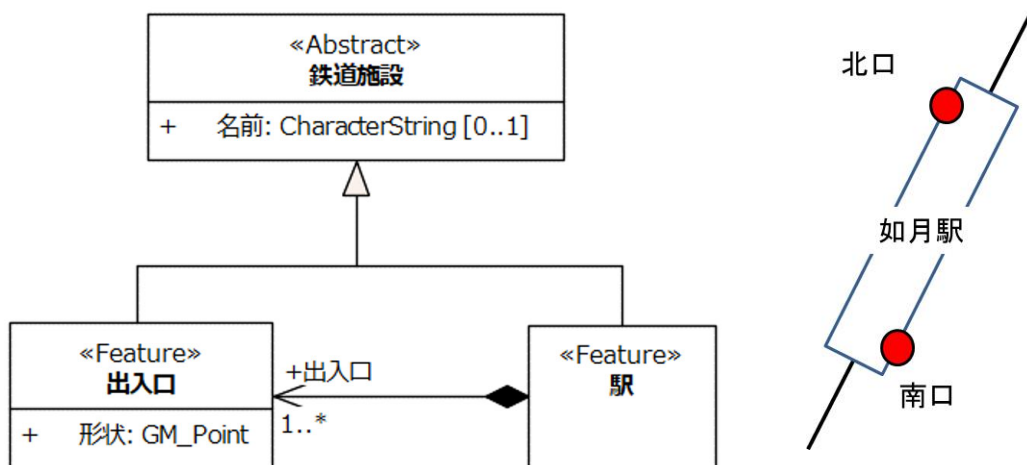 «Abstract»
鉄道施設
+ 名前: CharacterString [0..1]
«Feature»
出入口
+ 形状: GM_Point
+出入口
1..*
«Feature»
駅
北口
如月駅
南口